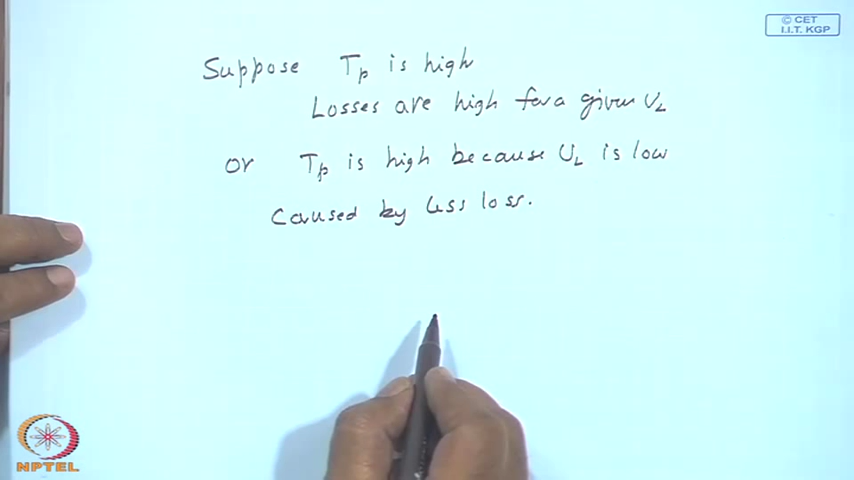 © CET
I.I.T. KGP
Suppose Tp is high
Losses are high for a given UL
or Tp is high because UL is low
Caused by less loss.
NPTEL